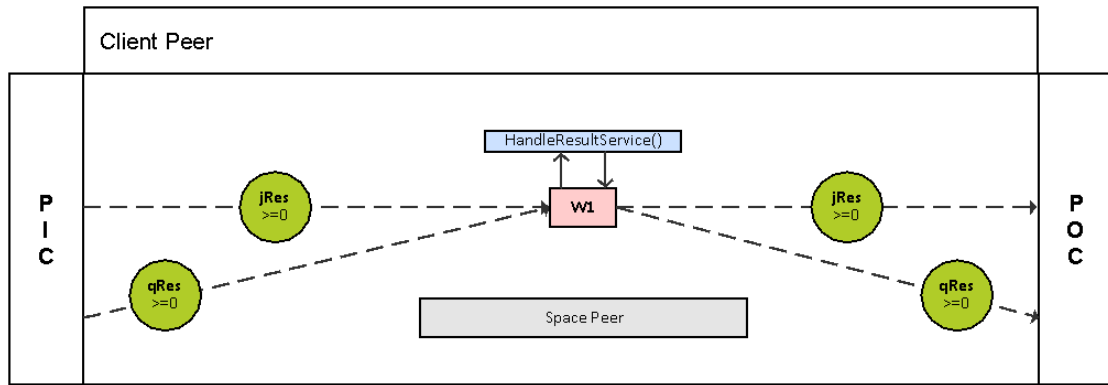 Client Peer
HandleResultService()
P
I
C
jRes
>=0
W1
jRes
>=0
P
O
C
qRes
>=0
qRes
>=0
Space Peer